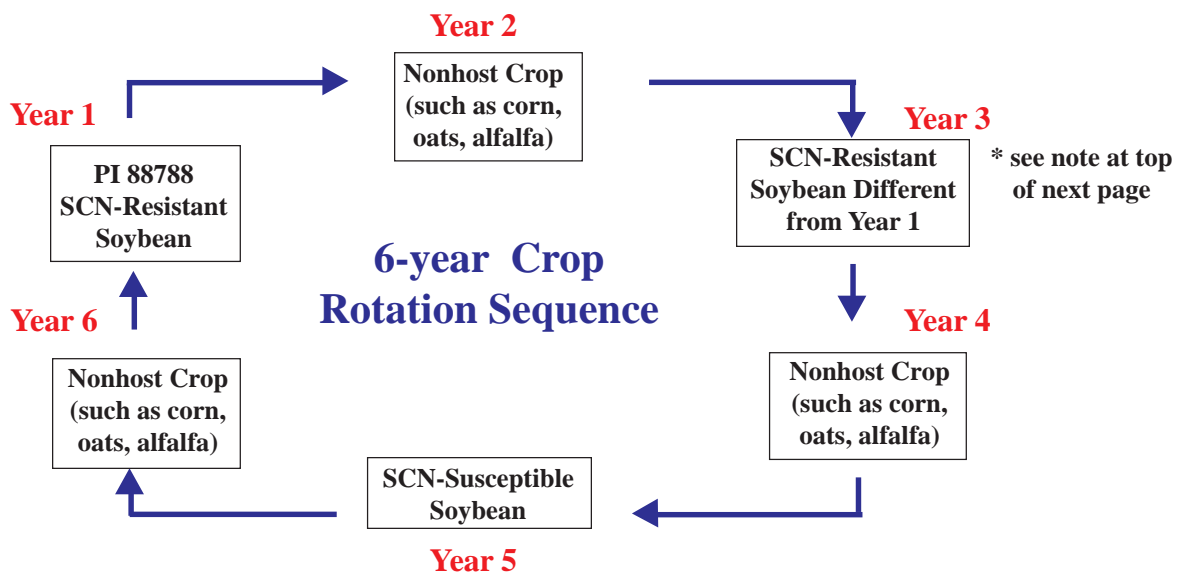 Year 1
PI 88788
SCN-Resistant
Soybean
Year 2
Nonhost Crop
(such as corn,
oats, alfalfa)
Year 3
SCN-Resistant
Soybean Different
from Year 1
* see note at top
of next page
6-year Crop
Rotation Sequence
Year 4
Nonhost Crop
(such as corn,
oats, alfalfa)
SCN-Susceptible
Soybean
Year 5
Year 6
Nonhost Crop
(such as corn,
oats, alfalfa)